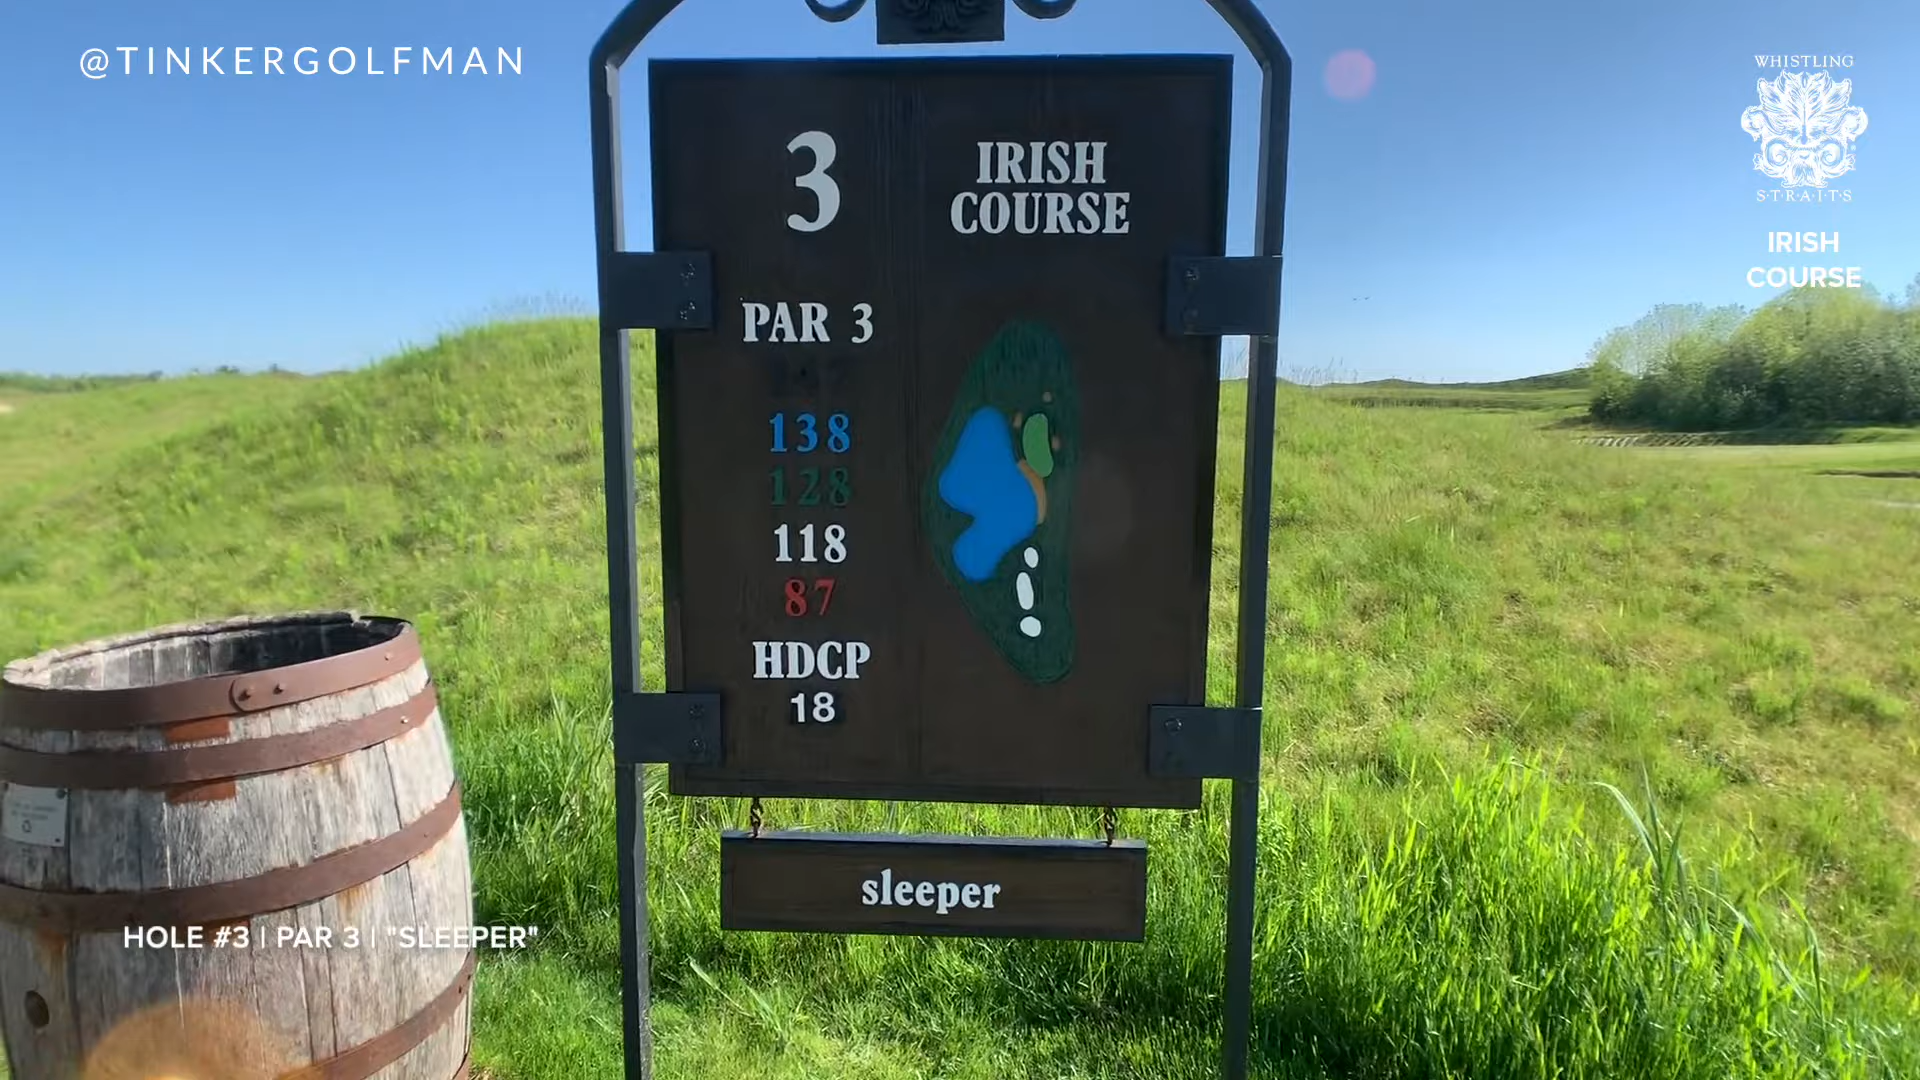 @TINKERGOLFMAN
WHISTLING
STRAITS
IRISH
COURSE
3
IRISH
COURSE
PAR 3
138
128
118
87
HDCP
18
sleeper
HOLE #3 | PAR 3 | "SLEEPER"